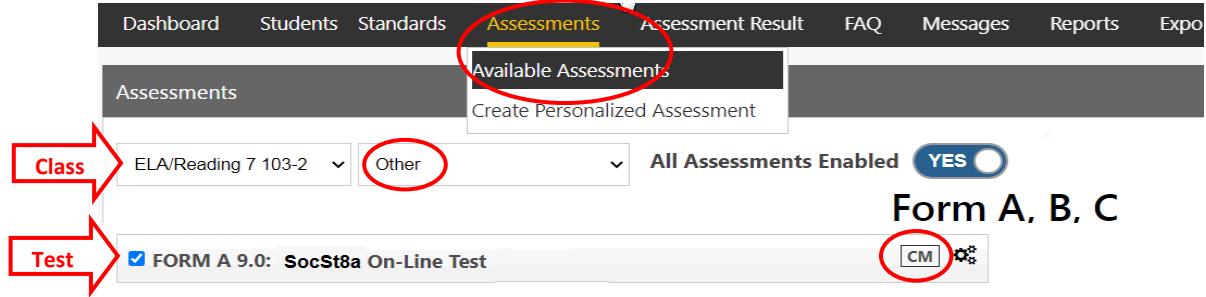 Dashboard Students Standards Assessments Assessment Result FAQ Messages Reports Expo
Available Assessments
Assessments
Create Personalized Assessment
Class ELA/Reading 7 103-2 Other All Assessments Enabled YES
Form A, B, C
Test FORM A 9.0: SocSt8a On-Line Test CM